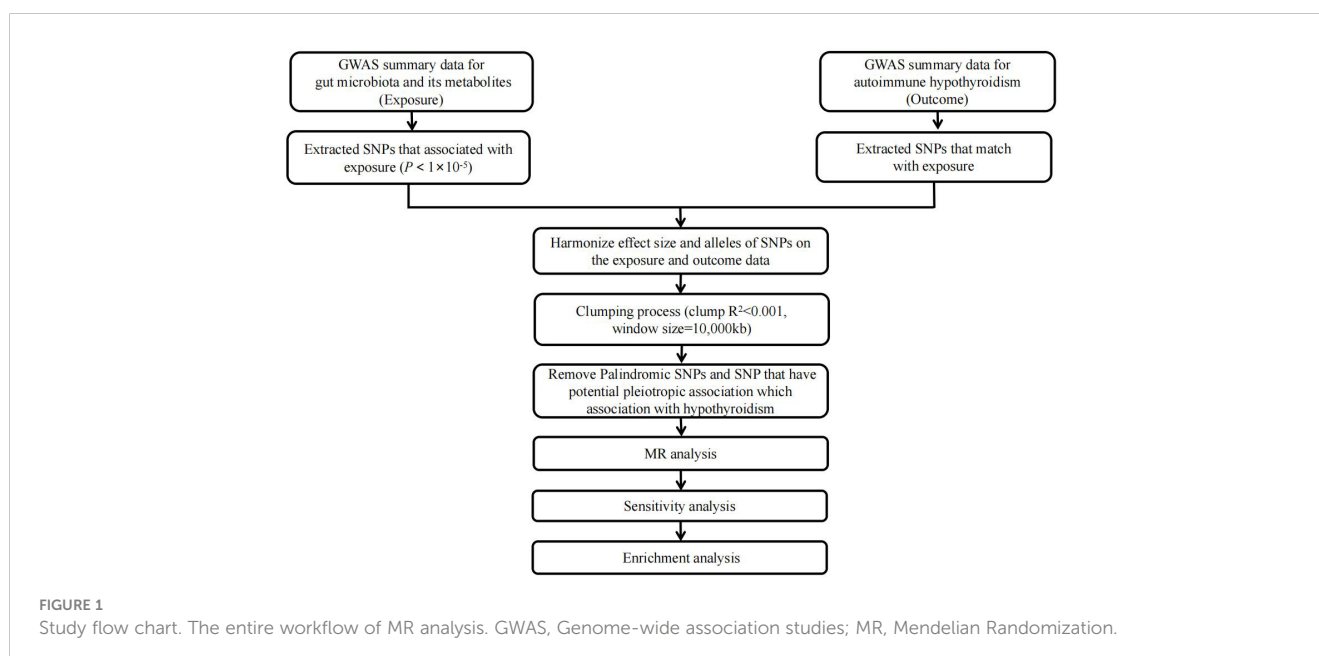 GWAS summary data for
gut microbiota and its metabolites
(Exposure)
GWAS summary data for
autoimmune hypothyroidism
(Outcome)
Extracted SNPs that associated with
exposure (P < 1×10⁻⁵)
Extracted SNPs that match
with exposure
Harmonize effect size and alleles of SNPs on
the exposure and outcome data
Clumping process (clump R²<0.001,
window size=10,000kb)
Remove Palindromic SNPs and SNP that have
potential pleiotropic association which
association with hypothyroidism
MR analysis
Sensitivity analysis
Enrichment analysis
FIGURE 1
Study flow chart. The entire workflow of MR analysis. GWAS, Genome-wide association studies; MR, Mendelian Randomization.